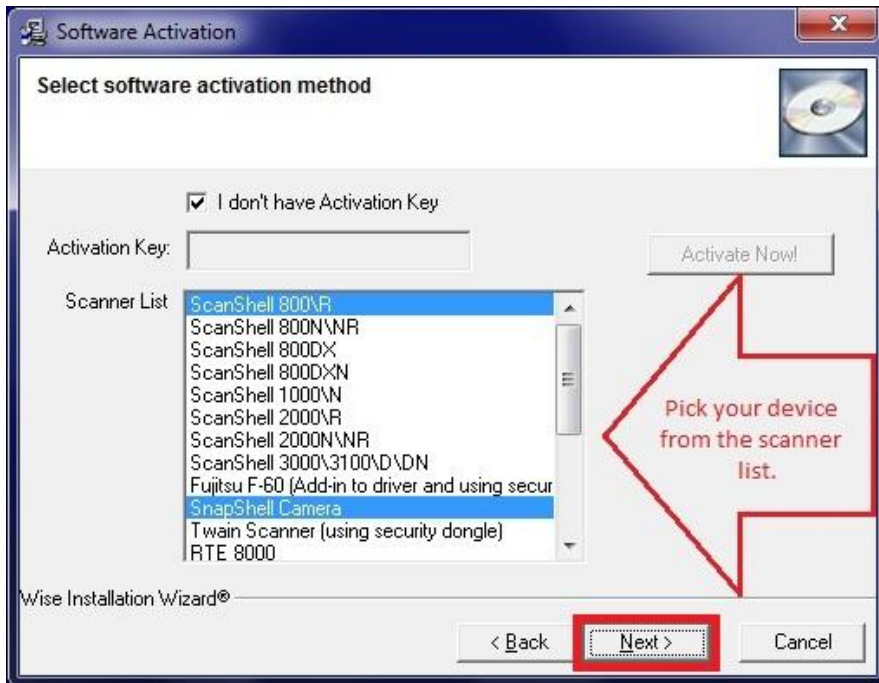 Software Activation
Select software activation method
I don't have Activation Key
Activation Key:
Activate Now!
Scanner List
ScanShell 800\R
ScanShell 800N\NR
ScanShell 800DX
ScanShell 800DXN
ScanShell 1000\N
ScanShell 2000\R
ScanShell 2000N\NR
ScanShell 3000\3100\D\DN
Fujitsu F-60 (Add-in to driver and using secur
SnapShell Camera
Twain Scanner (using security dongle)
RTE 8000
Pick your device
from the scanner
list.
Wise Installation Wizard®
< Back
Next >
Cancel